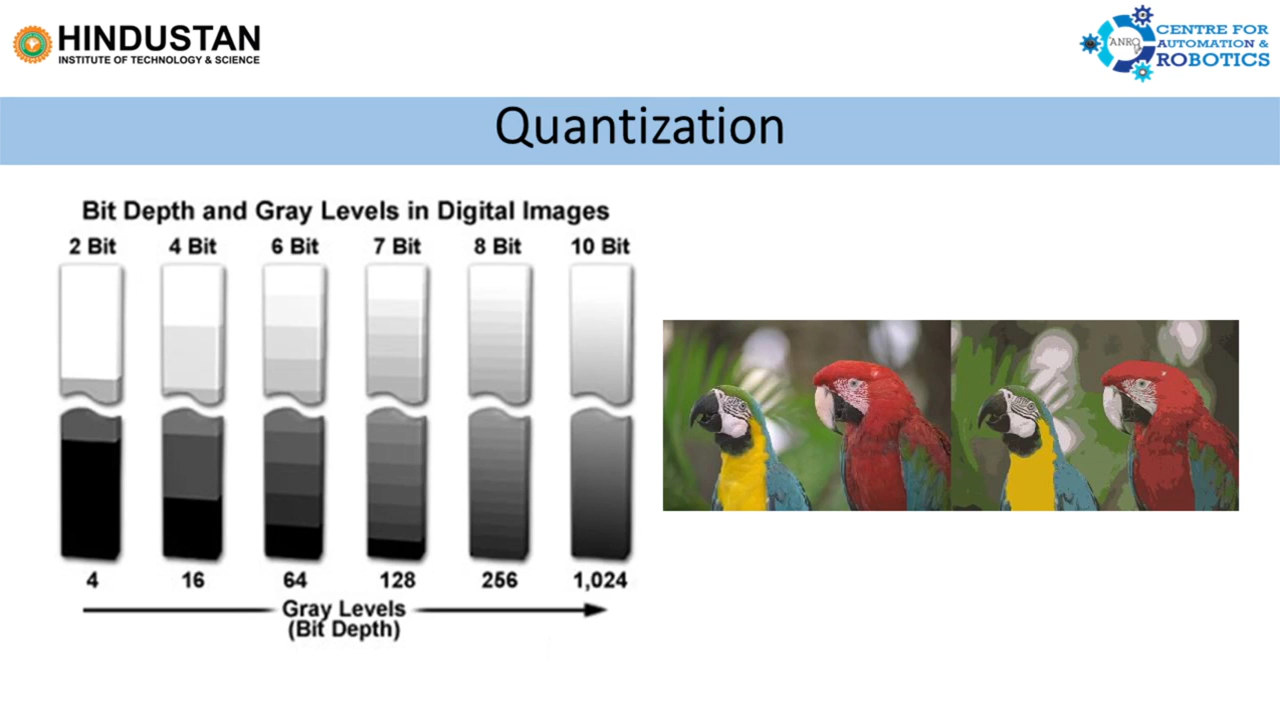 HINDUSTAN
INSTITUTE OF TECHNOLOGY & SCIENCE
CENTRE FOR
AUTOMATION &
ROBOTICS
Quantization
Bit Depth and Gray Levels in Digital Images
2 Bit 4 Bit 6 Bit 7 Bit 8 Bit 10 Bit
4 16 64 128 256 1,024
Gray Levels
(Bit Depth)